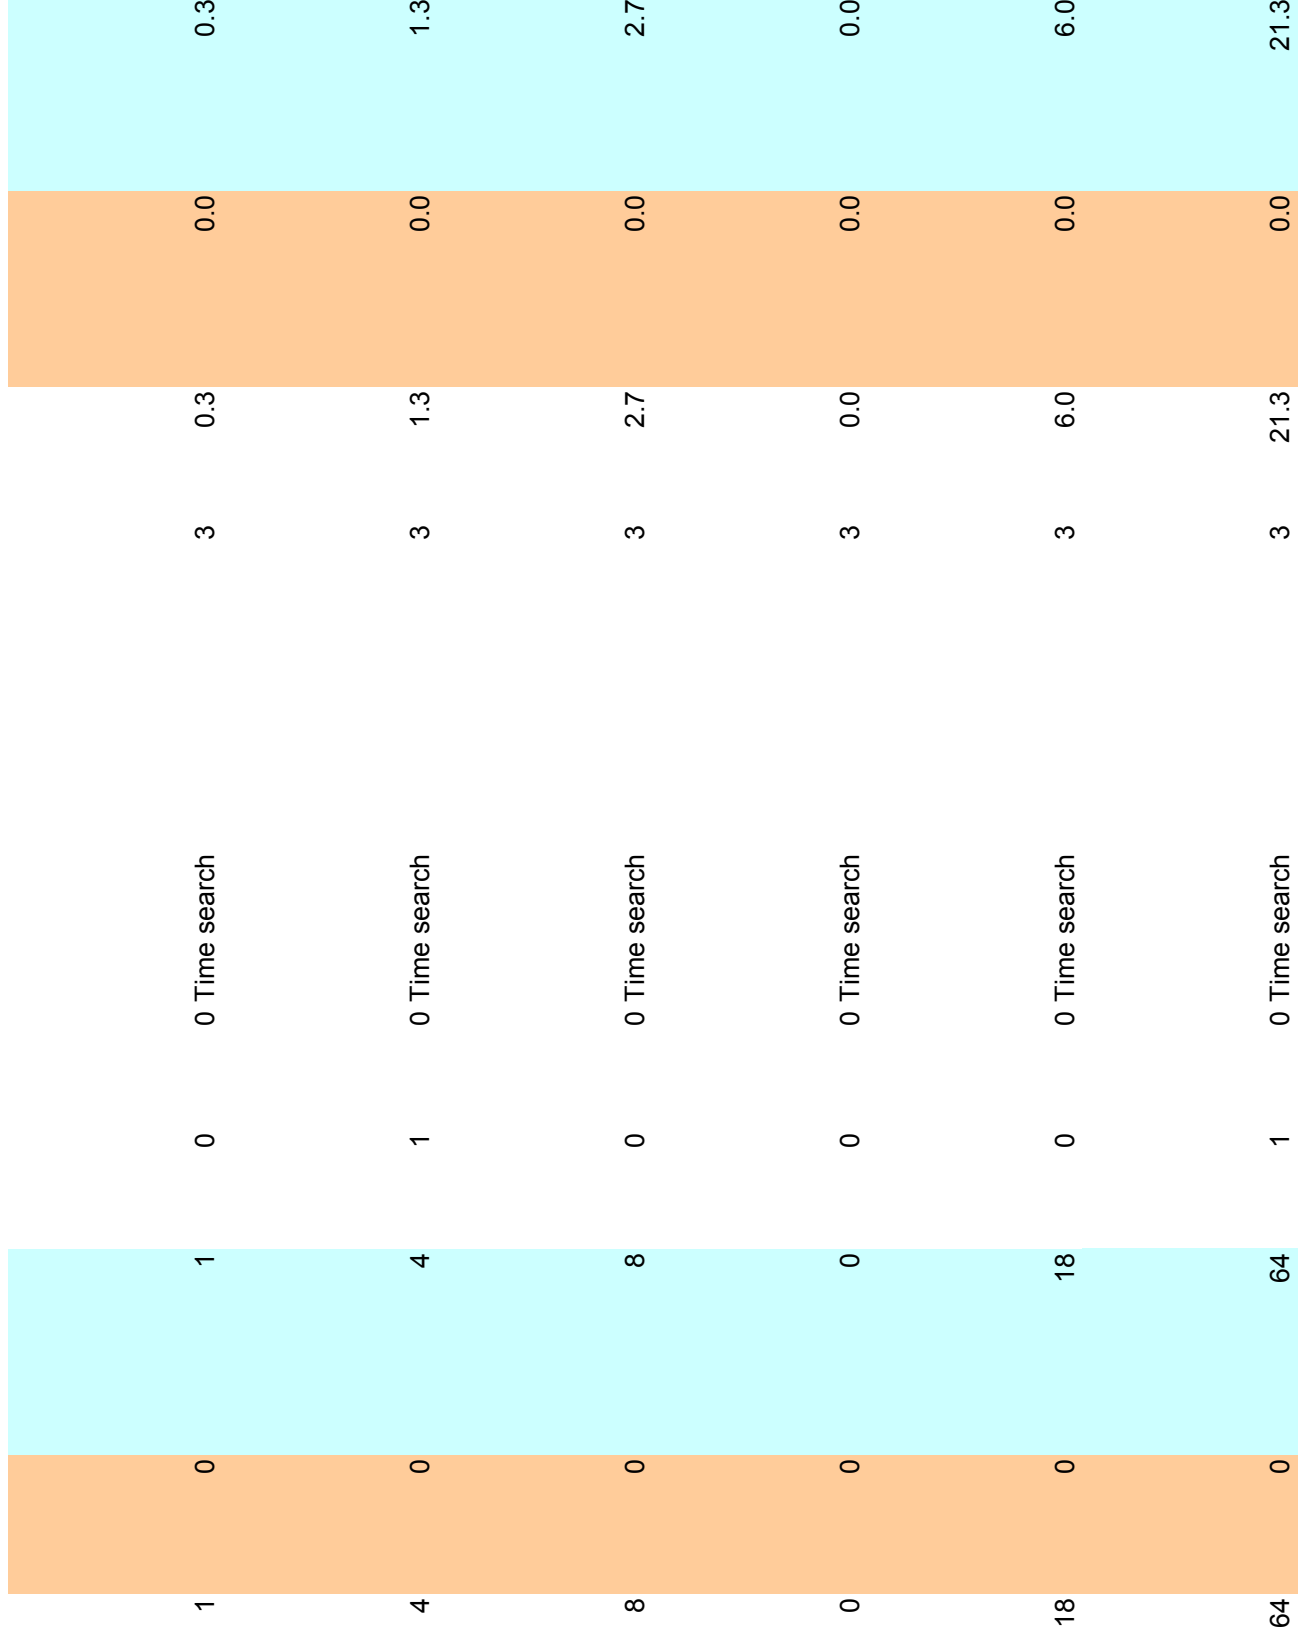 1 0 1 0 0 Time search 3 0.3 0.0 0.3
4 0 4 1 0 Time search 3 1.3 0.0 1.3
8 0 8 0 0 Time search 3 2.7 0.0 2.7
0 0 0 0 0 Time search 3 0.0 0.0 0.0
18 0 18 0 0 Time search 3 6.0 0.0 6.0
64 0 64 1 0 Time search 3 21.3 0.0 21.3